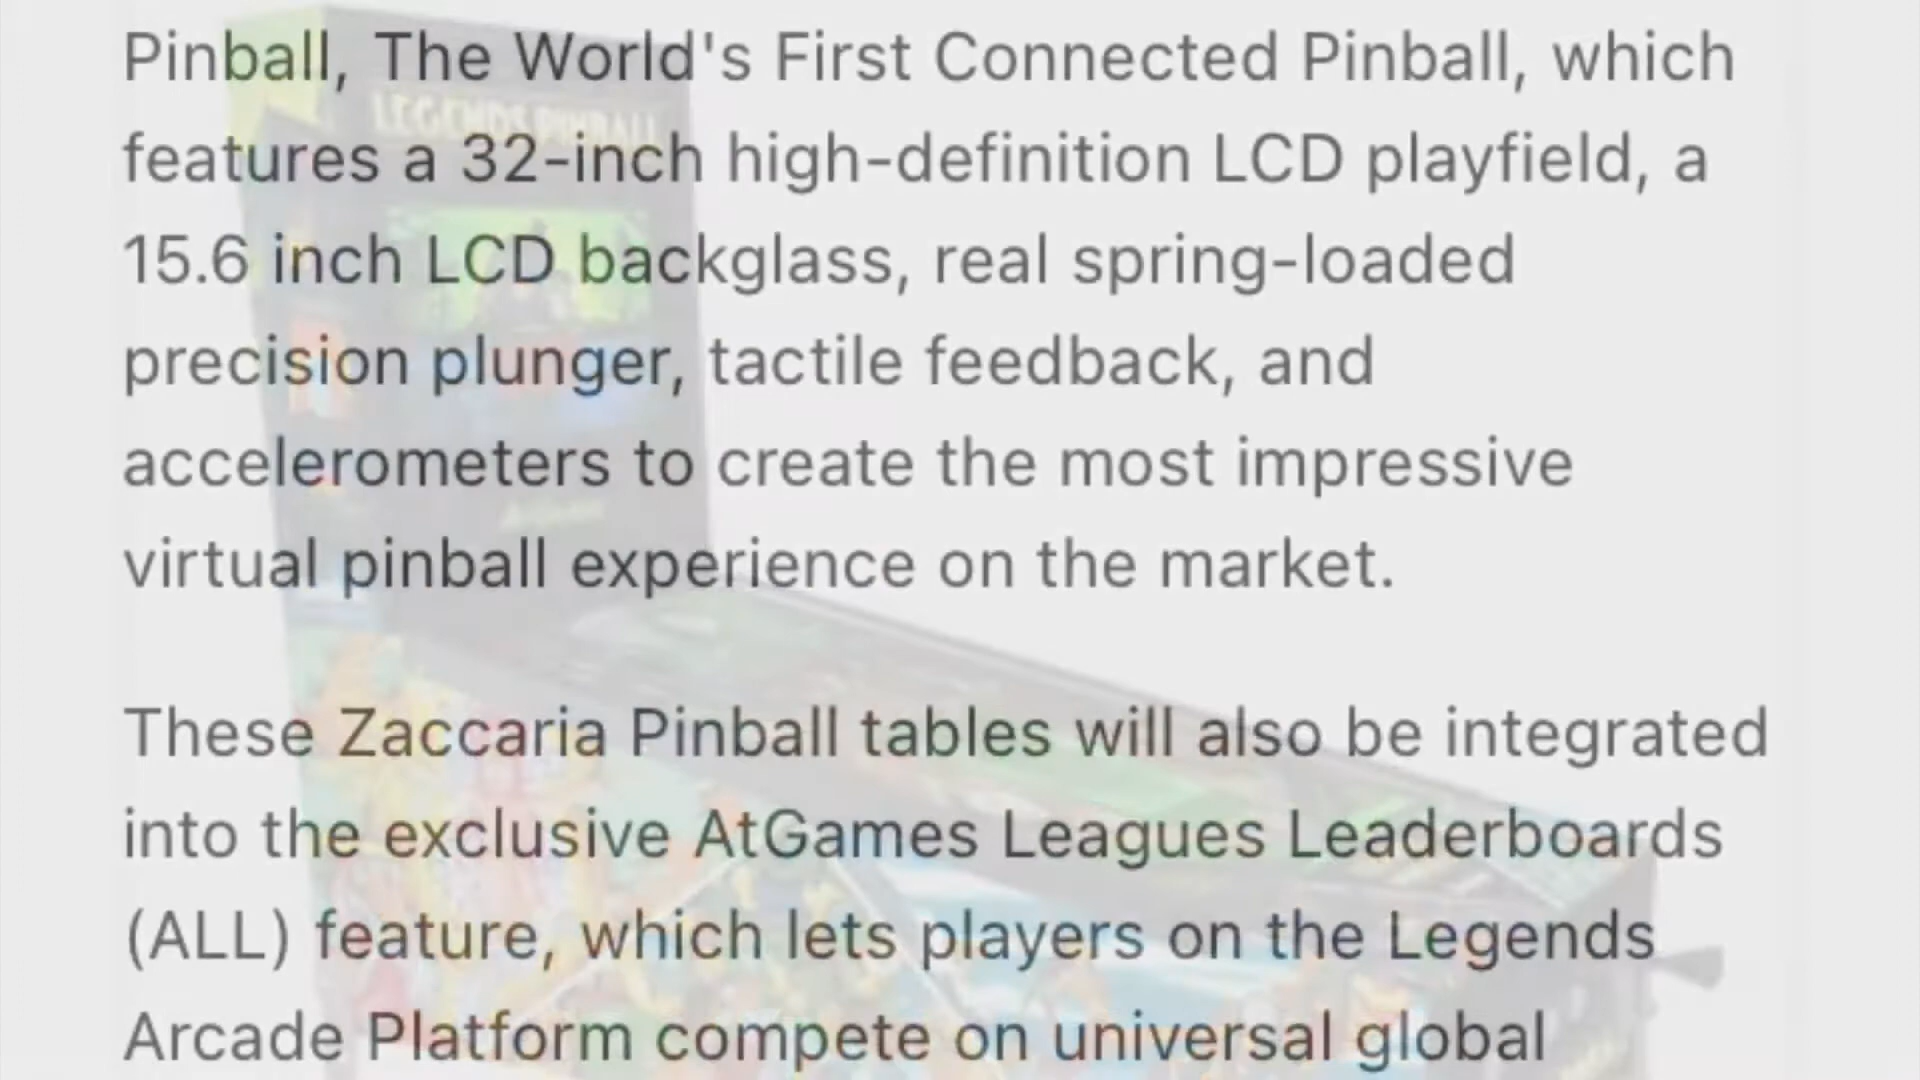 Pinball, The World's First Connected Pinball, which
LEGENDS PINBALL
features a 32-inch high-definition LCD playfield, a
15.6 inch LCD backglass, real spring-loaded
precision plunger, tactile feedback, and
accelerometers to create the most impressive
AtGames
virtual pinball experience on the market.
These Zaccaria Pinball tables will also be integrated
into the exclusive AtGames Leagues Leaderboards
(ALL) feature, which lets players on the Legends
Arcade Platform compete on universal global